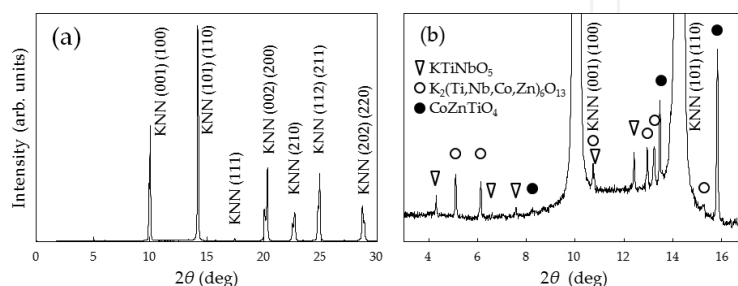 (a)
Intensity (arb. units)
KNN (001) (100)
KNN (101) (110)
KNN (111)
KNN (002) (200)
KNN (210)
KNN (112) (211)
KNN (202) (220)
0 5 10 15 20 25 30
2θ (deg)
(b)
KTiNbO₅
K₂(Ti,Nb,Co,Zn)₆O₁₃
CoZnTiO₄
KNN (001) (100)
KNN (101) (110)
4 6 8 10 12 14 16
2θ (deg)